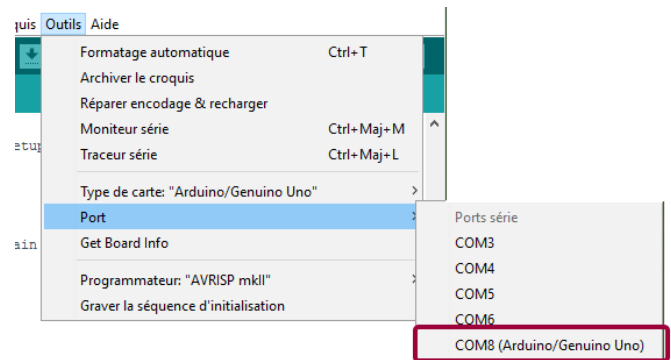 Outils Aide
Formatage automatique Ctrl+T
Archiver le croquis
Réparer encodage & recharger
Moniteur série Ctrl+Maj+M
Traceur série Ctrl+Maj+L
Type de carte: "Arduino/Genuino Uno"
Port
Get Board Info
Programmateur: "AVRISP mkII"
Graver la séquence d'initialisation
Ports série
COM3
COM4
COM5
COM6
COM8 (Arduino/Genuino Uno)